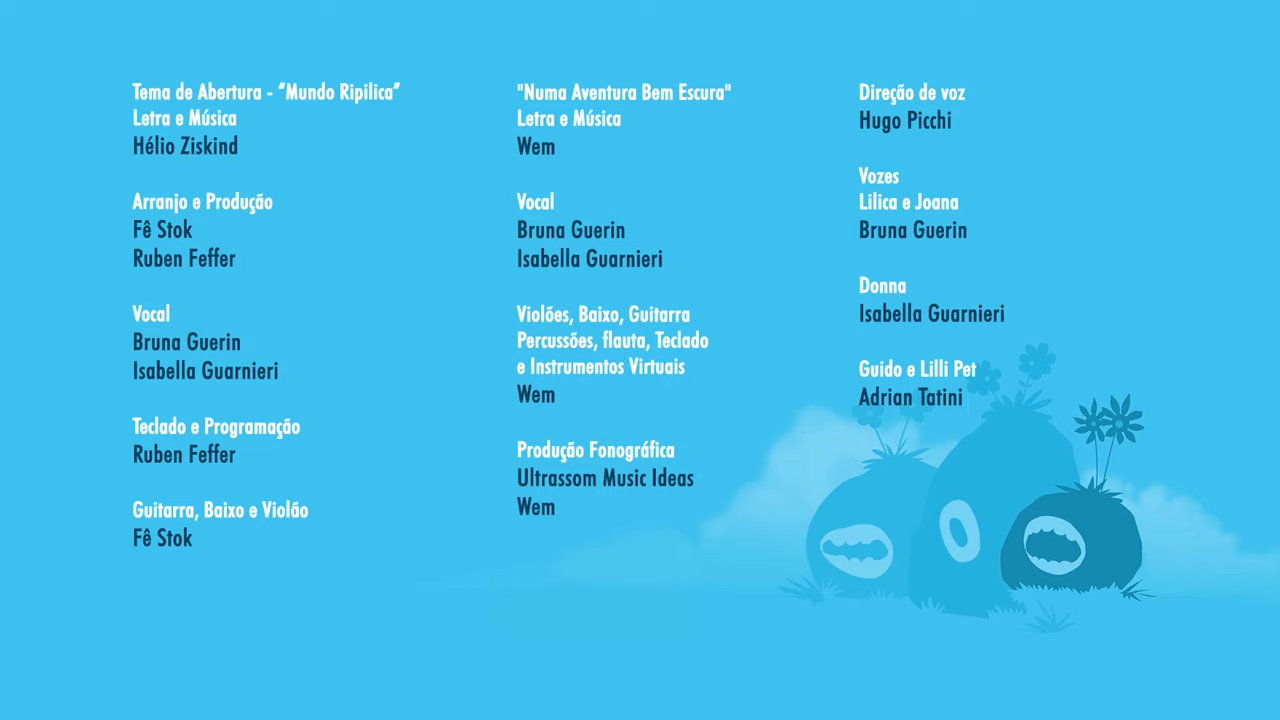 Tema de Abertura - “Mundo Ripilica”
Letra e Música
Hélio Ziskind
Arranjo e Produção
Fê Stok
Ruben Feffer
Vocal
Bruna Guerin
Isabella Guarnieri
Teclado e Programação
Ruben Feffer
Guitarra, Baixo e Violão
Fê Stok
"Numa Aventura Bem Escura"
Letra e Música
Wem
Vocal
Bruna Guerin
Isabella Guarnieri
Violões, Baixo, Guitarra
Percussões, flauta, Teclado
e Instrumentos Virtuais
Wem
Produção Fonográfica
Ultrassom Music Ideas
Wem
Direção de voz
Hugo Picchi
Vozes
Lilica e Joana
Bruna Guerin
Donna
Isabella Guarnieri
Guido e Lilli Pet
Adrian Tatini